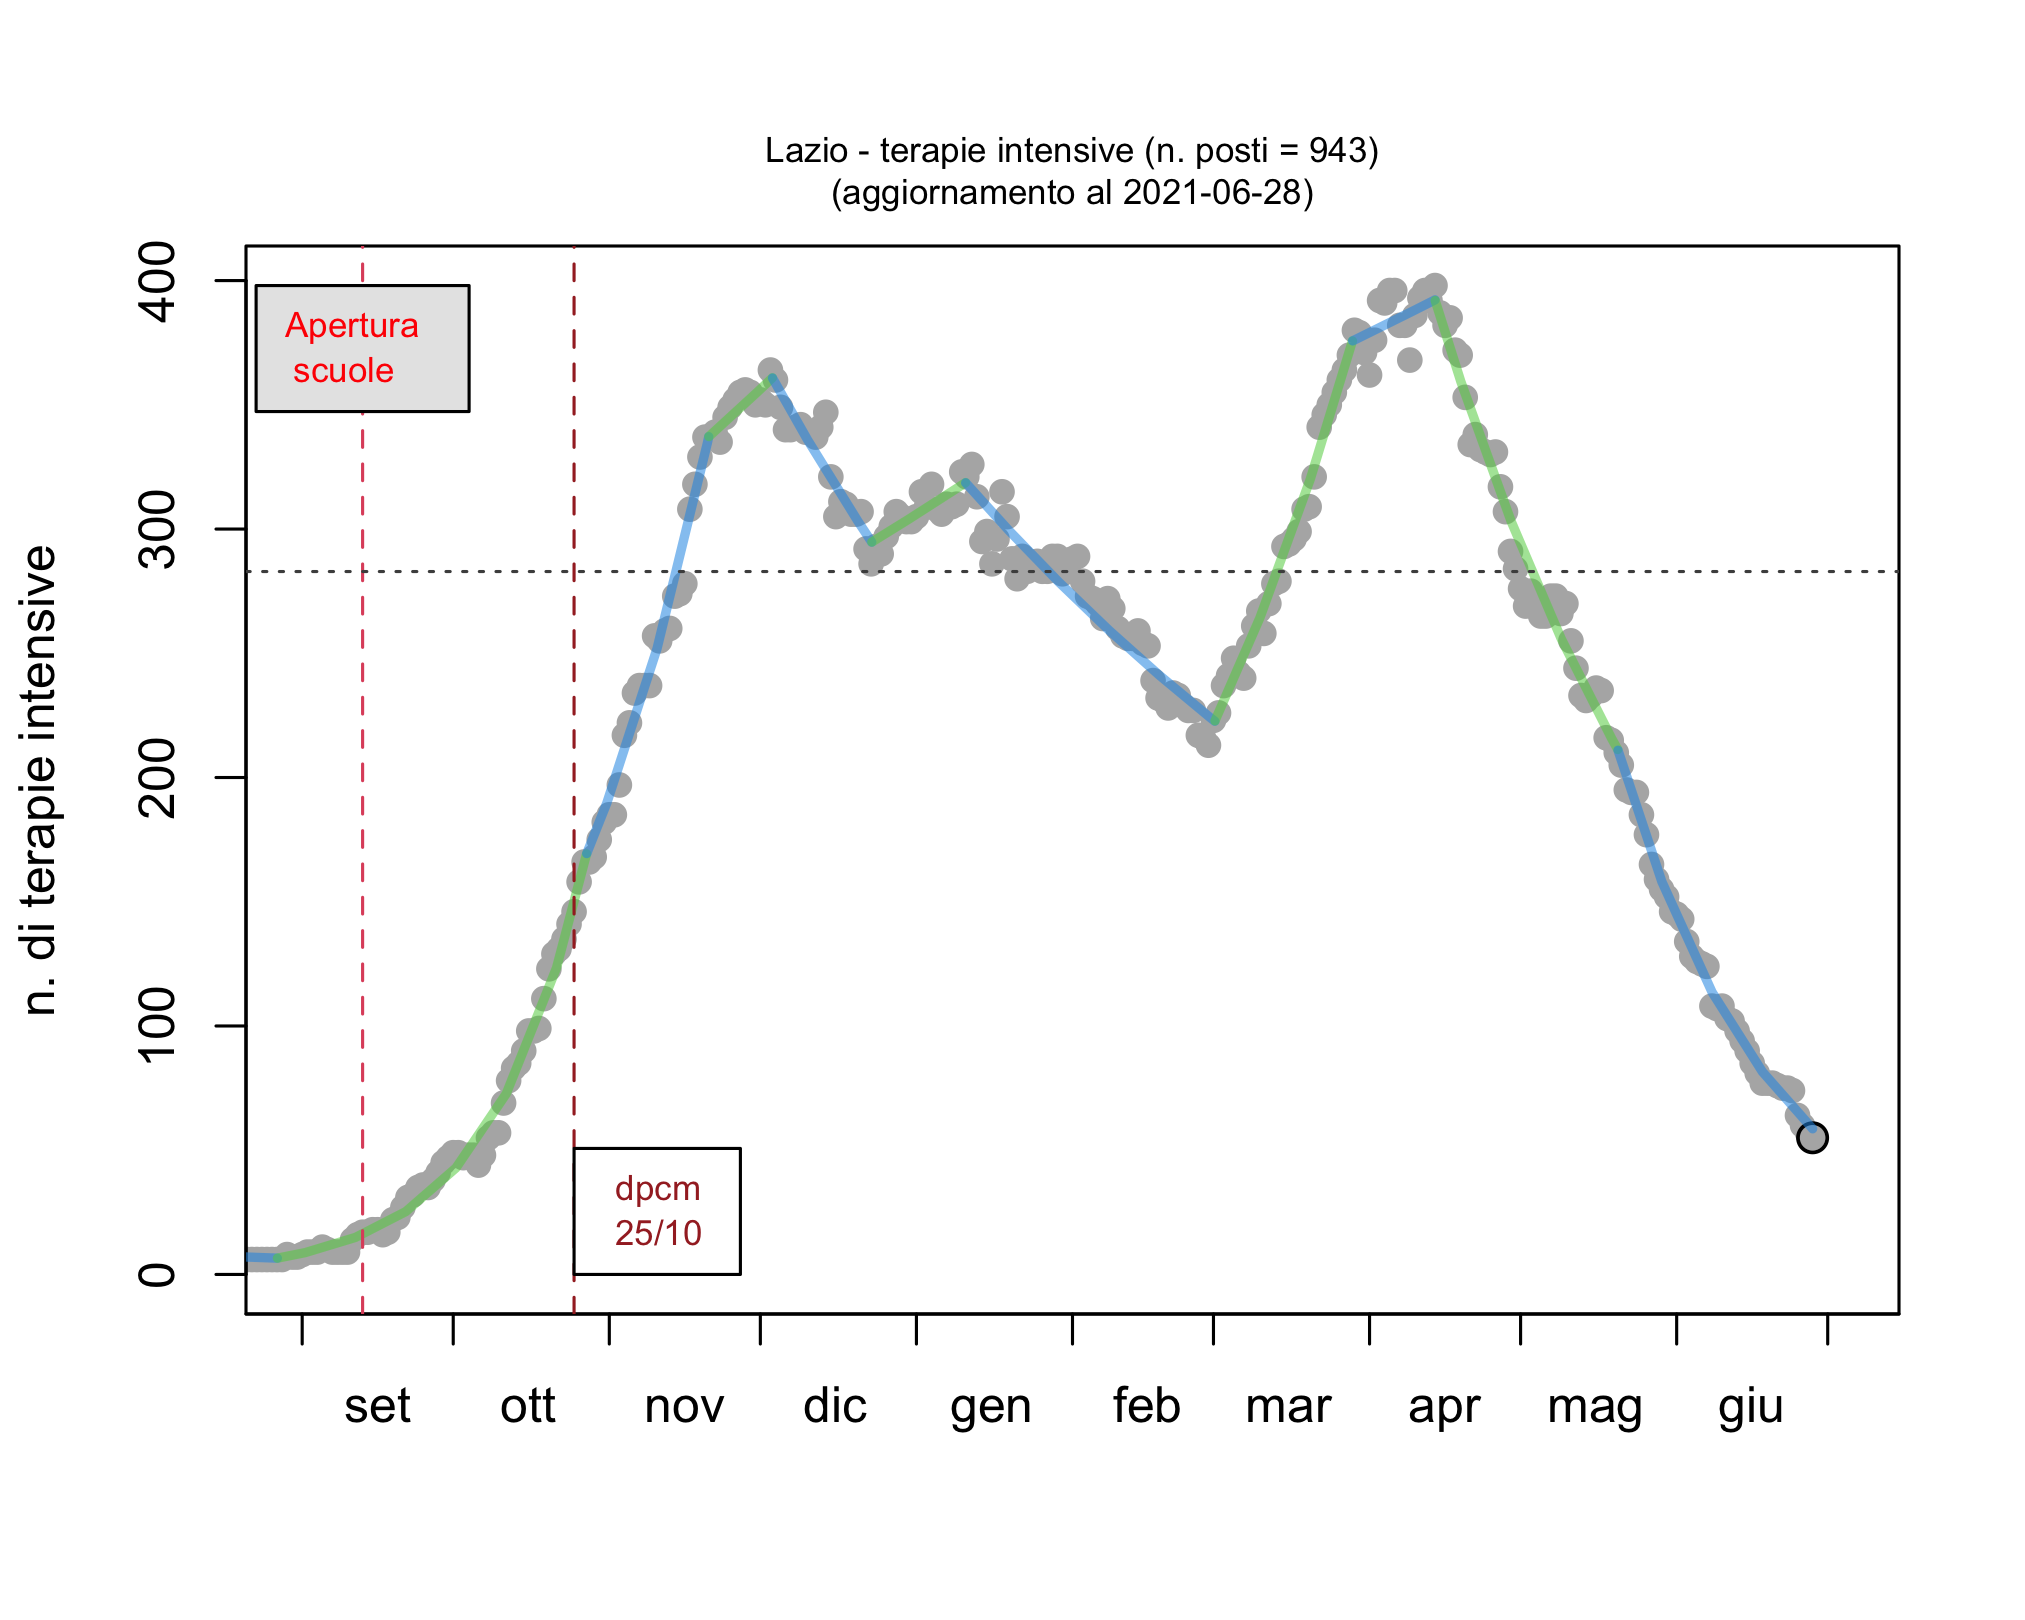 Lazio - terapie intensive (n. posti = 943)
(aggiornamento al 2021-06-28)
n. di terapie intensive
400
300
200
100
0
Apertura
scuole
dpcm
25/10
set ott nov dic gen feb mar apr mag giu